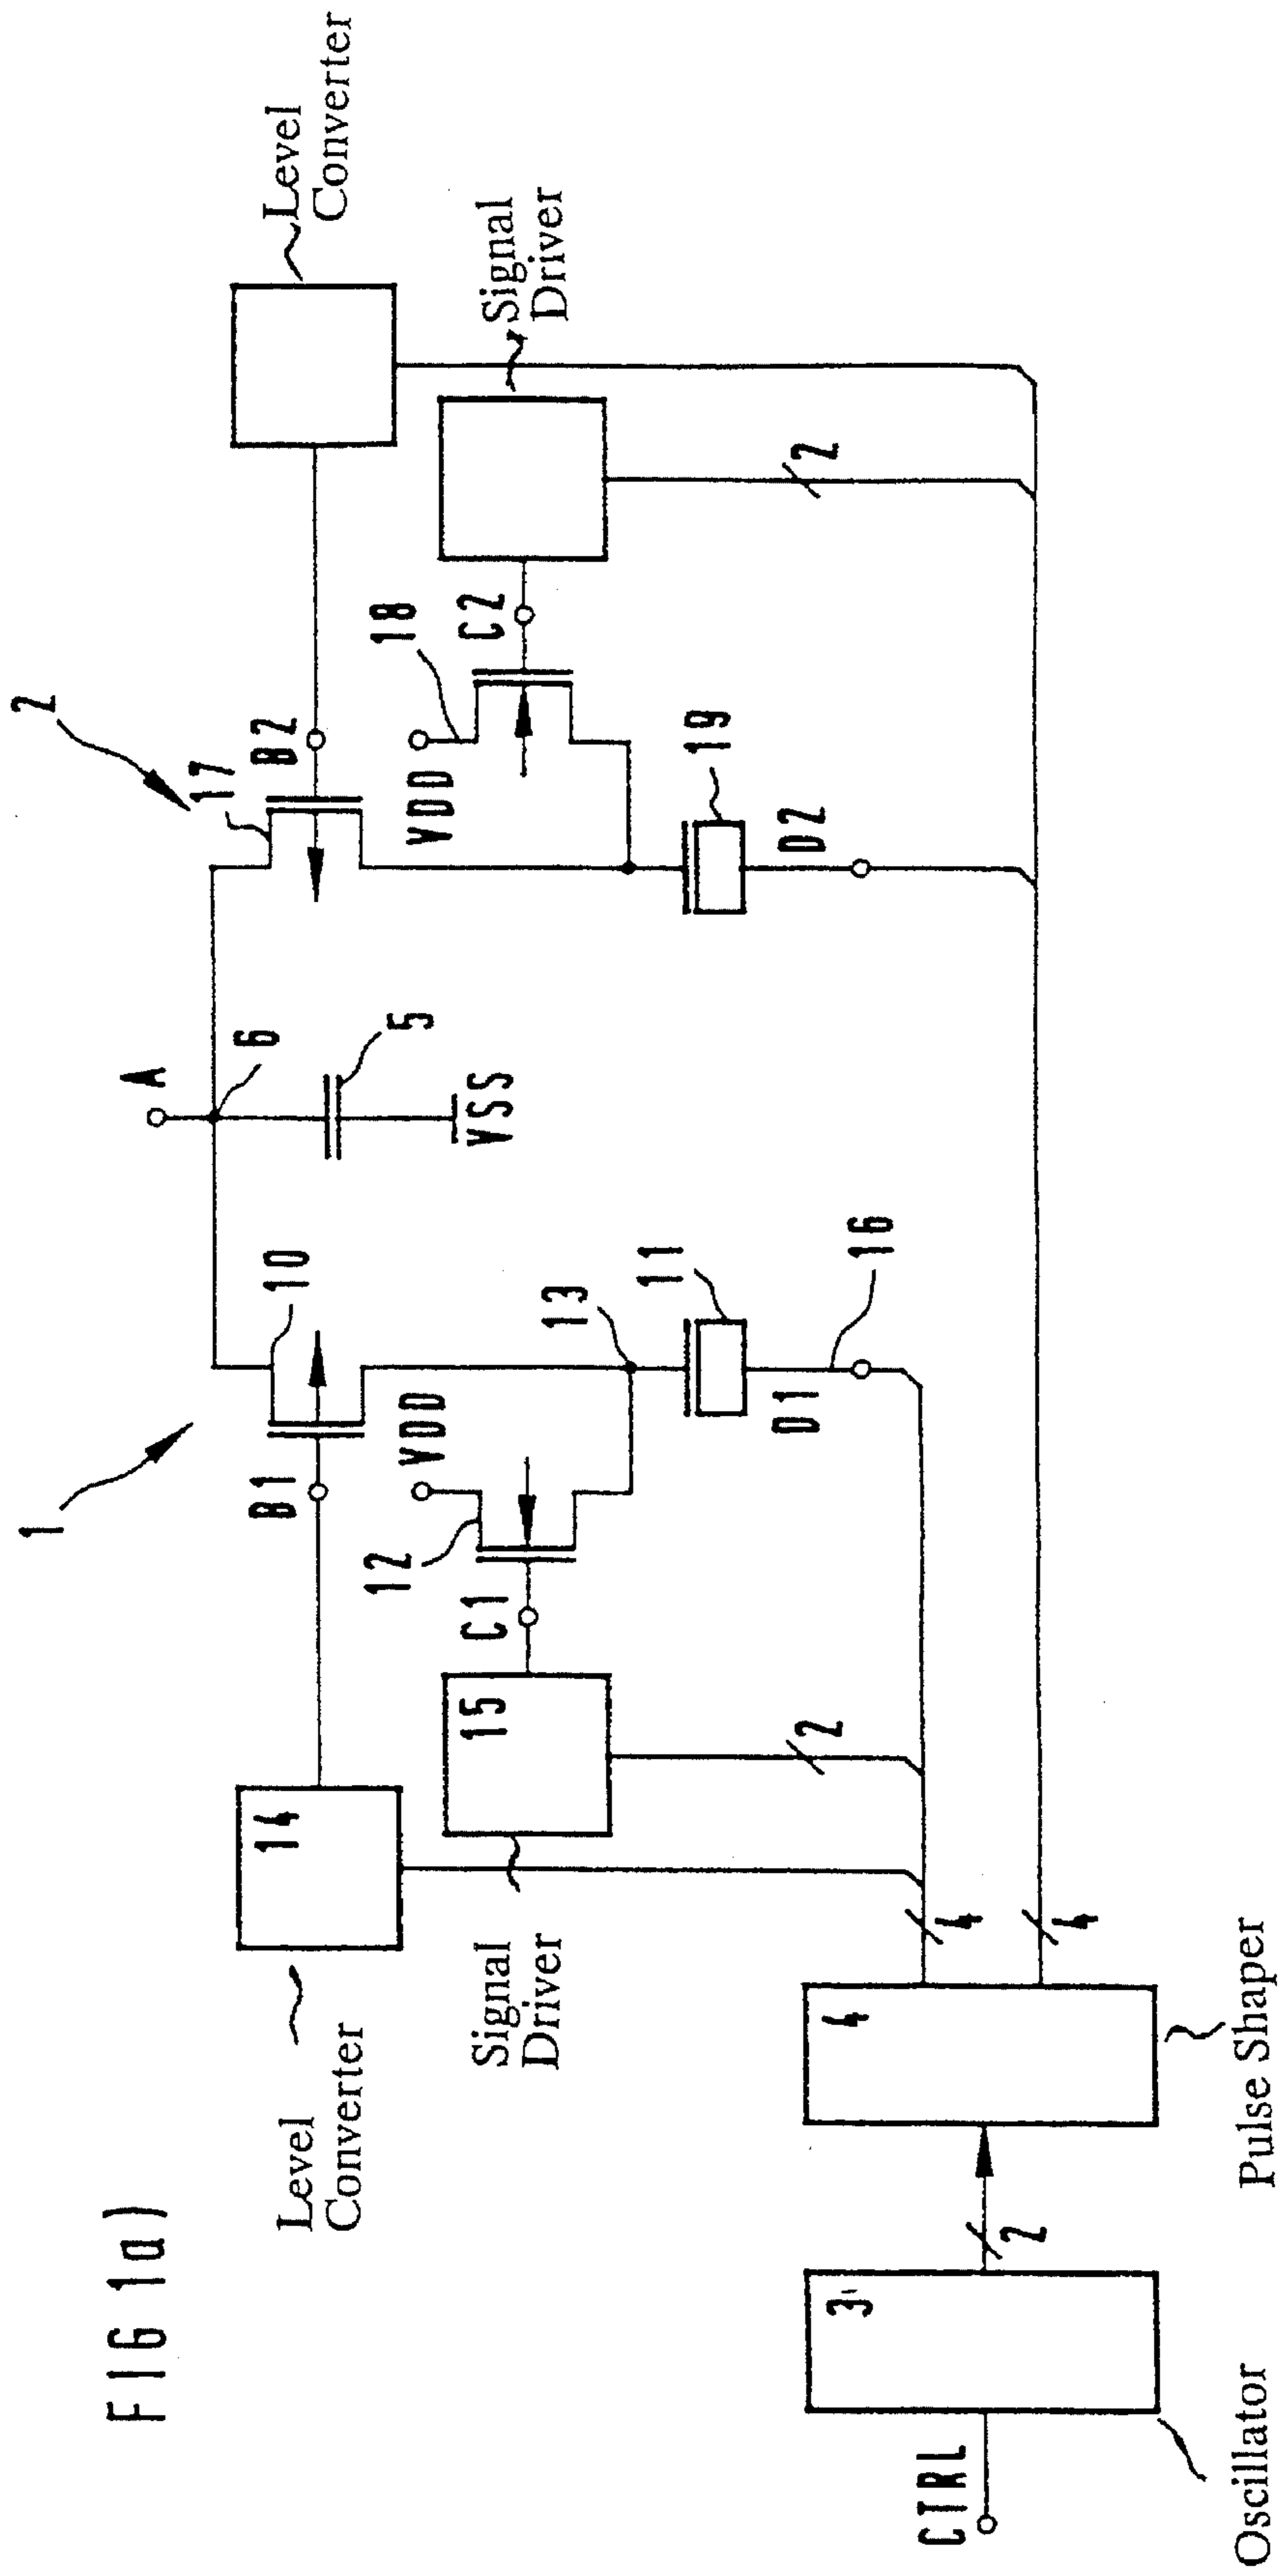 FIG 1a)
1
2
A
6
5
VSS
10
B1
14
Level
Converter
VDD
12
C1
15
Signal
Driver
13
11
D1
16
2
17
B2
Level
Converter
VDD
18
C2
Signal
Driver
19
D2
2
4
4
4
Pulse Shaper
2
3
Oscillator
CTRL